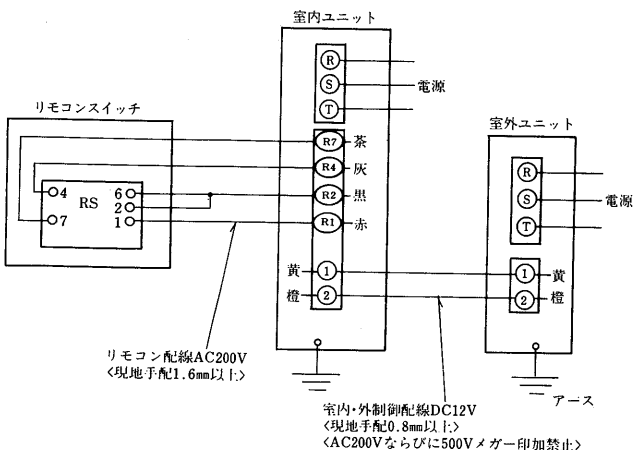 室内ユニット
R
S
T
電源
リモコンスイッチ
室外ユニット
R7 茶
R4 灰
R2 黒
R1 赤
4 RS 6
2
7 1
R
S
T
電源
黄 1
橙 2
1 黄
2 橙
リモコン配線AC200V
<現地手配1.6mm以上>
アース
室内・外制御配線DC12V
<現地手配0.8mm以上>
<AC200Vならびに500Vメガー印加禁止>